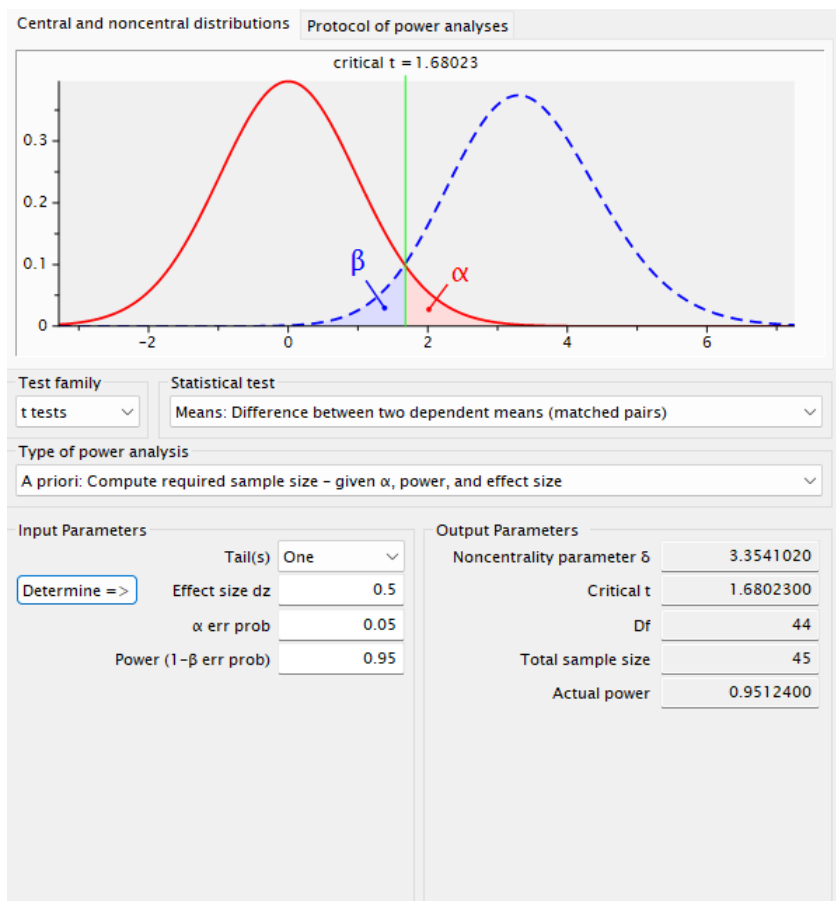 Central and noncentral distributions Protocol of power analyses
critical t = 1.68023
0.3
0.2
β
α
0.1
0
-2 0 2 4 6
Test family Statistical test
t tests Means: Difference between two dependent means (matched pairs)
Type of power analysis
A priori: Compute required sample size – given α, power, and effect size
Input Parameters Output Parameters
Tail(s) One Noncentrality parameter δ 3.3541020
Determine => Effect size dz 0.5 Critical t 1.6802300
α err prob 0.05 Df 44
Power (1-β err prob) 0.95 Total sample size 45
Actual power 0.9512400